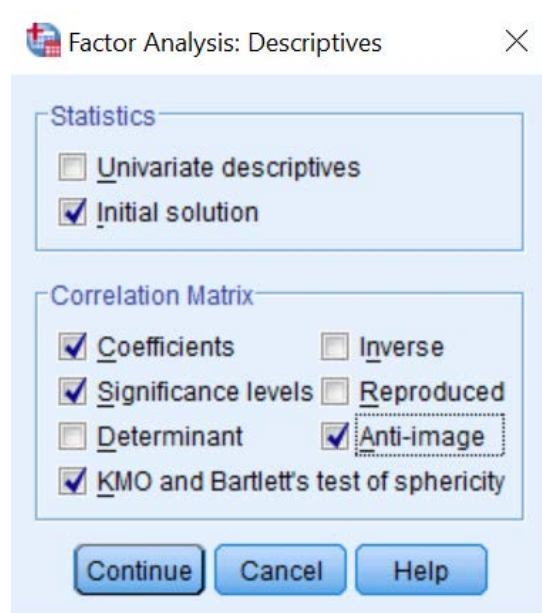 Factor Analysis: Descriptives
Statistics
Univariate descriptives
Initial solution
Correlation Matrix
Coefficients Inverse
Significance levels Reproduced
Determinant Anti-image
KMO and Bartlett's test of sphericity
Continue Cancel Help